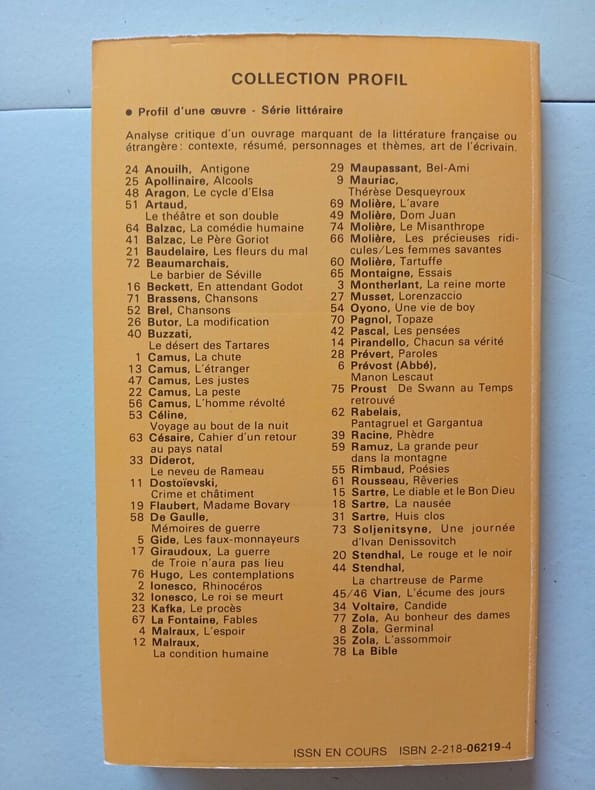 COLLECTION PROFIL
● Profil d'une œuvre - Série littéraire
Analyse critique d'un ouvrage marquant de la littérature française ou
étrangère : contexte, résumé, personnages et thèmes, art de l'écrivain.
24 Anouilh, Antigone
25 Apollinaire, Alcools
48 Aragon, Le cycle d'Elsa
51 Artaud,
Le théâtre et son double
64 Balzac, La comédie humaine
41 Balzac, Le Père Goriot
21 Baudelaire, Les fleurs du mal
72 Beaumarchais,
Le barbier de Séville
16 Beckett, En attendant Godot
71 Brassens, Chansons
52 Brel, Chansons
26 Butor, La modification
40 Buzzati,
Le désert des Tartares
1 Camus, La chute
13 Camus, L'étranger
47 Camus, Les justes
22 Camus, La peste
56 Camus, L'homme révolté
53 Céline,
Voyage au bout de la nuit
63 Césaire, Cahier d'un retour
au pays natal
33 Diderot,
Le neveu de Rameau
11 Dostoïevski,
Crime et châtiment
19 Flaubert, Madame Bovary
58 De Gaulle,
Mémoires de guerre
5 Gide, Les faux-monnayeurs
17 Giraudoux, La guerre
de Troie n'aura pas lieu
76 Hugo, Les contemplations
2 Ionesco, Rhinocéros
32 Ionesco, Le roi se meurt
23 Kafka, Le procès
67 La Fontaine, Fables
4 Malraux, L'espoir
12 Malraux,
La condition humaine
29 Maupassant, Bel-Ami
9 Mauriac,
Thérèse Desqueyroux
69 Molière, L'avare
49 Molière, Dom Juan
74 Molière, Le Misanthrope
66 Molière, Les précieuses ridi-
cules/Les femmes savantes
60 Molière, Tartuffe
65 Montaigne, Essais
3 Montherlant, La reine morte
27 Musset, Lorenzaccio
54 Oyono, Une vie de boy
70 Pagnol, Topaze
42 Pascal, Les pensées
14 Pirandello, Chacun sa vérité
28 Prévert, Paroles
6 Prévost (Abbé),
Manon Lescaut
75 Proust De Swann au Temps
retrouvé
62 Rabelais,
Pantagruel et Gargantua
39 Racine, Phèdre
59 Ramuz, La grande peur
dans la montagne
55 Rimbaud, Poésies
61 Rousseau, Rêveries
15 Sartre, Le diable et le Bon Dieu
18 Sartre, La nausée
31 Sartre, Huis clos
73 Soljenitsyne, Une journée
d'Ivan Denissovitch
20 Stendhal, Le rouge et le noir
44 Stendhal,
La chartreuse de Parme
45/46 Vian, L'écume des jours
34 Voltaire, Candide
77 Zola, Au bonheur des dames
8 Zola, Germinal
35 Zola, L'assommoir
78 La Bible
ISSN EN COURS ISBN 2-218-06219-4